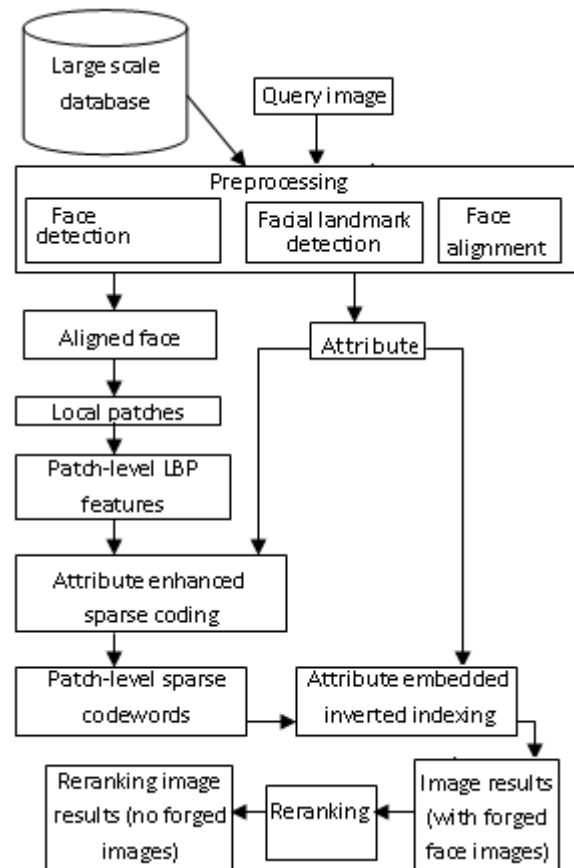 Large scale
database
Query image
Preprocessing
Face
detection
Facial landmark
detection
Face
alignment
Aligned face
Attribute
Local patches
Patch-level LBP
features
Attribute enhanced
sparse coding
Patch-level sparse
codewords
Attribute embedded
inverted indexing
Reranking image
results (no forged
images)
Reranking
Image results
(with forged
face images)